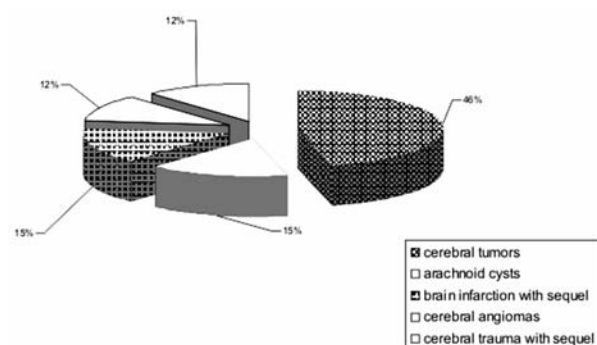 12%
12%
46%
15%
15%
cerebral tumors
arachnoid cysts
brain infarction with sequel
cerebral angiomas
cerebral trauma with sequel